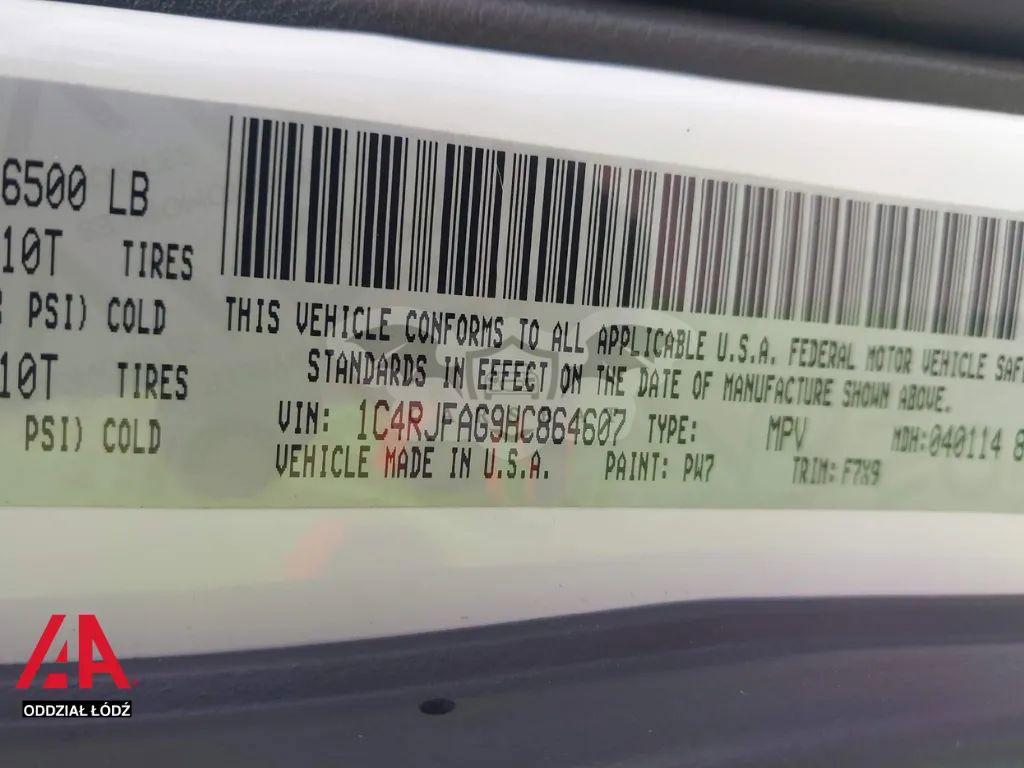 6500 LB
10T TIRES
PSI) COLD
10T TIRES
PSI) COLD
THIS VEHICLE CONFORMS TO ALL APPLICABLE U.S.A. FEDERAL MOTOR VEHICLE SAF
STANDARDS IN EFFECT ON THE DATE OF MANUFACTURE SHOWN ABOVE.
VIN: 1C4RJFAG9HC864607 TYPE: MPV MDH:040114 8
VEHICLE MADE IN U.S.A. PAINT: PW7 TRIM: F7X9
ODDZIAŁ ŁÓDŹ